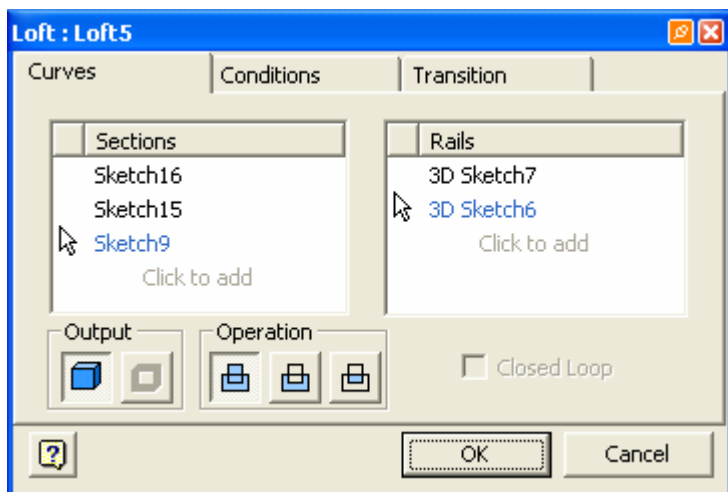 Loft : Loft5
Curves
Conditions
Transition
Sections
Sketch16
Sketch15
Sketch9
Click to add
Rails
3D Sketch7
3D Sketch6
Click to add
Output
Operation
Closed Loop
?
OK
Cancel